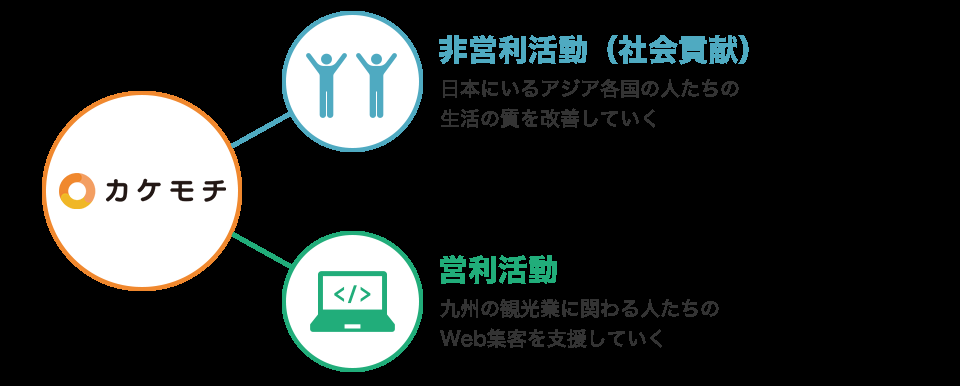 非営利活動（社会貢献）
日本にいるアジア各国の人たちの
生活の質を改善していく
カケモチ
</>
営利活動
九州の観光業に関わる人たちの
Web集客を支援していく